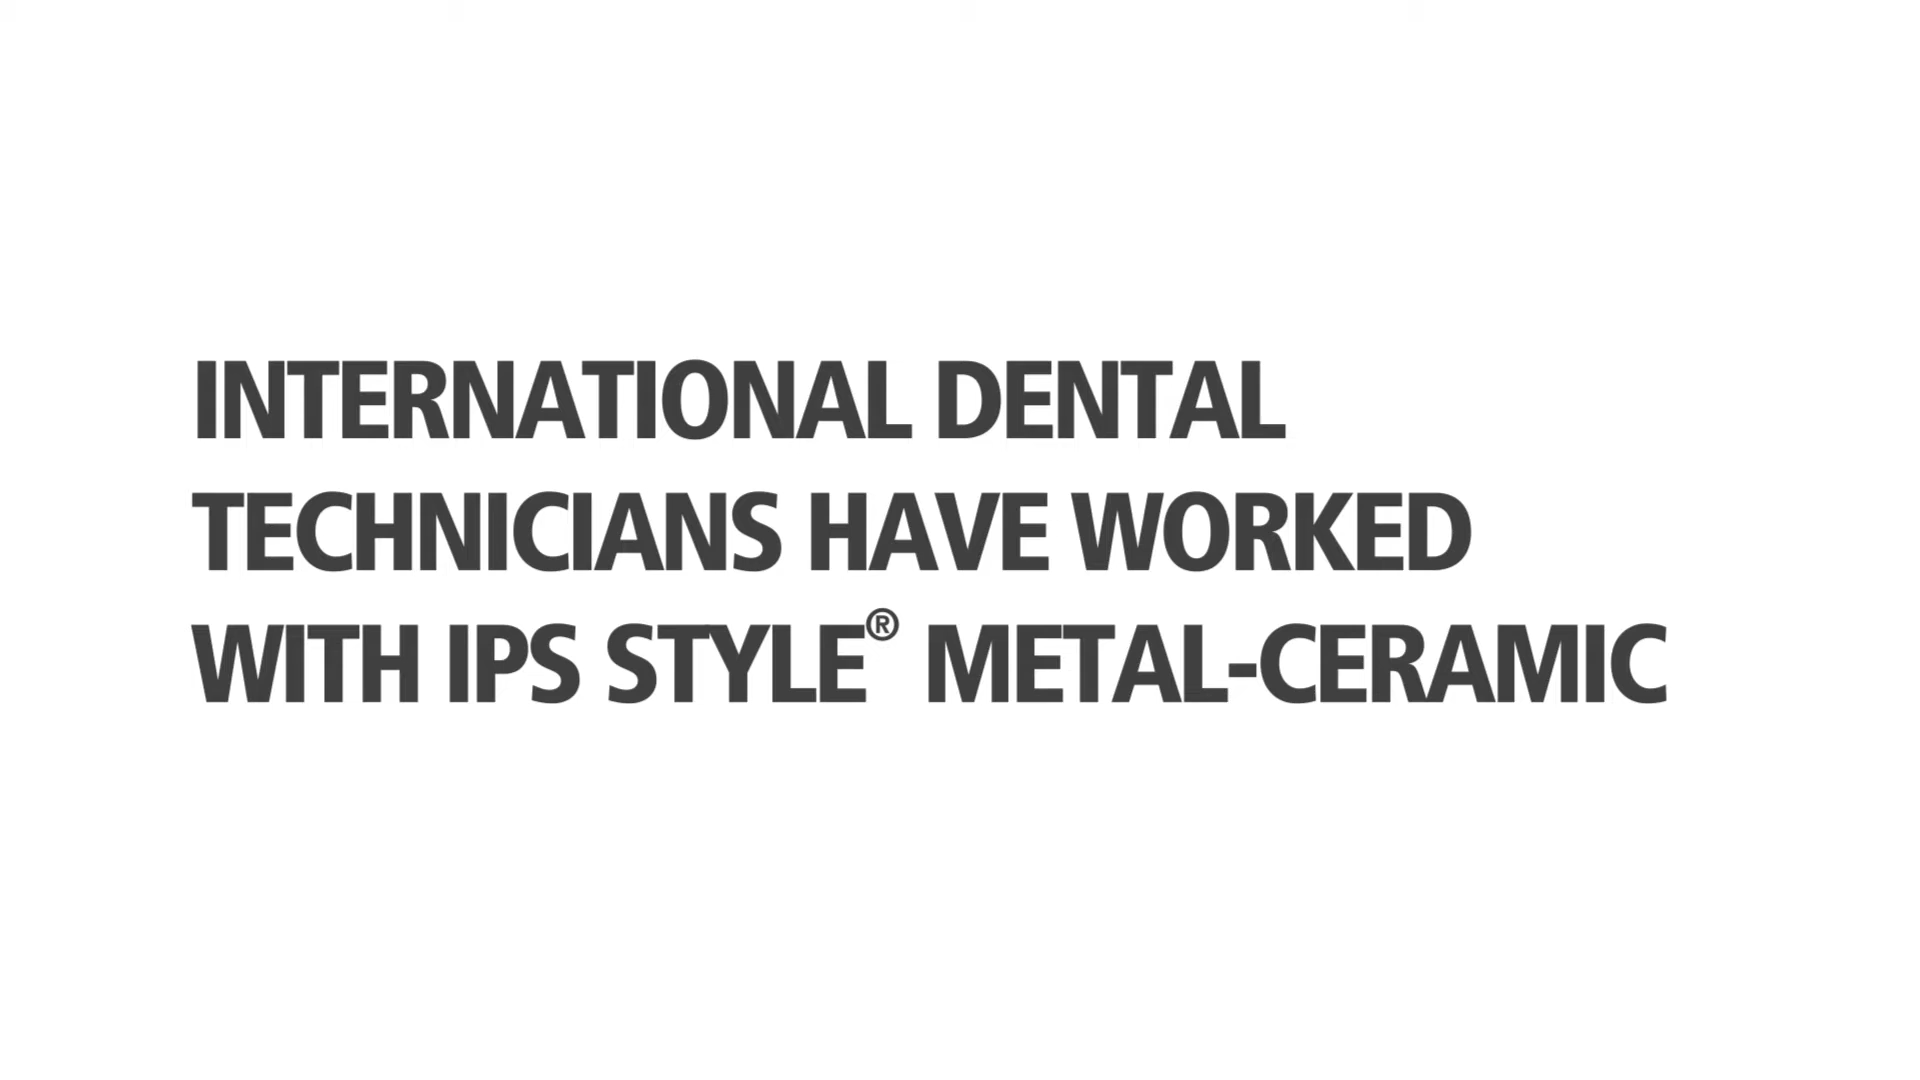 INTERNATIONAL DENTAL
TECHNICIANS HAVE WORKED
WITH IPS STYLE® METAL-CERAMIC